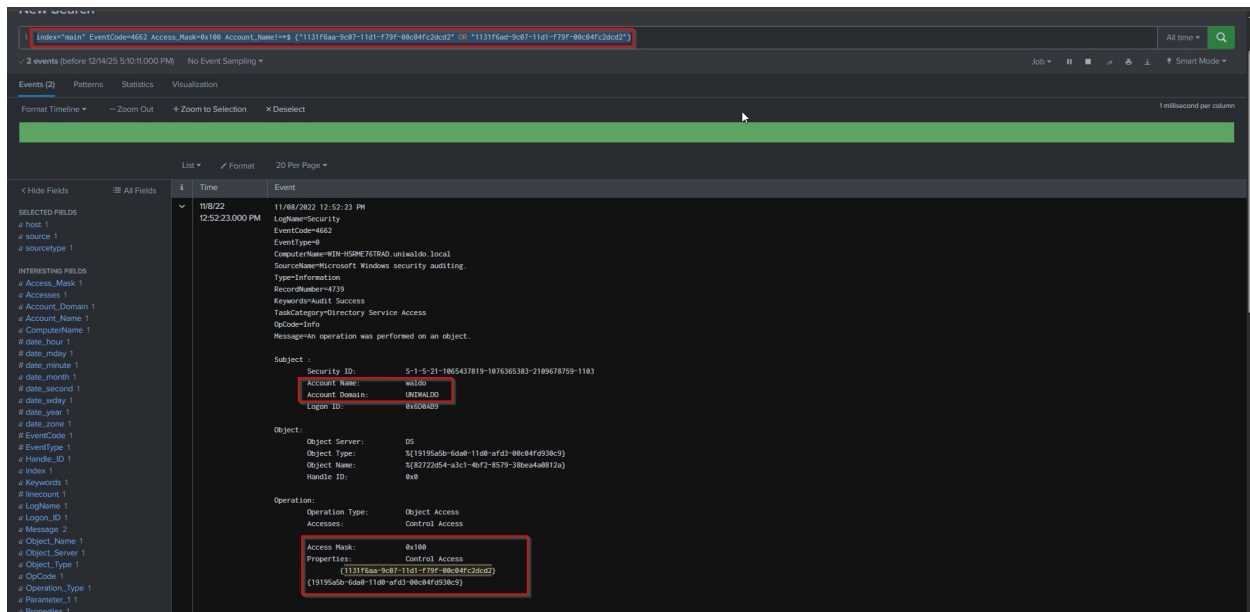 New Search
1 index="main" EventCode=4662 Access_Mask=0x100 Account_Name!=*$ {"1131f6aa-9c07-11d1-f79f-00c04fc2dcd2" OR "1131f6ad-9c07-11d1-f79f-00c04fc2dcd2"}
All time
2 events (before 12/14/25 5:10:11.000 PM) No Event Sampling
Job Smart Mode
Events (2) Patterns Statistics Visualization
Format Timeline — Zoom Out + Zoom to Selection × Deselect
1 millisecond per column
List Format 20 Per Page
< Hide Fields All Fields
i Time Event
SELECTED FIELDS
a host 1
a source 1
a sourcetype 1
INTERESTING FIELDS
a Access_Mask 1
a Accesses 1
a Account_Domain 1
a Account_Name 1
a ComputerName 1
# date_hour 1
# date_mday 1
# date_minute 1
a date_month 1
# date_second 1
a date_wday 1
# date_year 1
a date_zone 1
# EventCode 1
# EventType 1
a Handle_ID 1
a index 1
a Keywords 1
# linecount 1
a LogName 1
a Logon_ID 1
a Message 2
a Object_Name 1
a Object_Server 1
a Object_Type 1
a OpCode 1
a Operation_Type 1
a Parameter_1 1
a Properties 1
11/8/22
12:52:23.000 PM
11/08/2022 12:52:23 PM
LogName=Security
EventCode=4662
EventType=0
ComputerName=WIN-HSRME76TRAD.uniwaldo.local
SourceName=Microsoft Windows security auditing.
Type=Information
RecordNumber=4739
Keywords=Audit Success
TaskCategory=Directory Service Access
OpCode=Info
Message=An operation was performed on an object.
Subject :
Security ID: S-1-5-21-1065437819-1076365383-2109678759-1103
Account Name: waldo
Account Domain: UNIWALDO
Logon ID: 0x6D0AB9
Object:
Object Server: DS
Object Type: %{19195a5b-6da0-11d0-afd3-00c04fd930c9}
Object Name: %{82722d54-a3c1-4bf2-8579-38bea4a0812a}
Handle ID: 0x0
Operation:
Operation Type: Object Access
Accesses: Control Access
Access Mask: 0x100
Properties: Control Access
{1131f6aa-9c07-11d1-f79f-00c04fc2dcd2}
{19195a5b-6da0-11d0-afd3-00c04fd930c9}